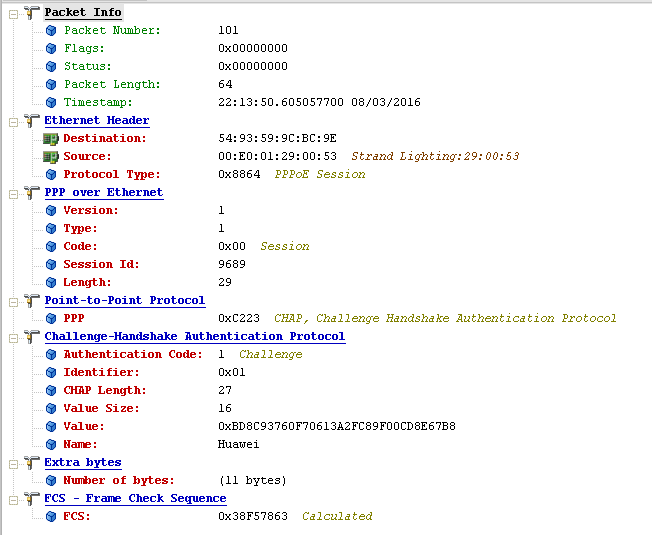 Packet Info
Packet Number: 101
Flags: 0x00000000
Status: 0x00000000
Packet Length: 64
Timestamp: 22:13:50.605057700 08/03/2016
Ethernet Header
Destination: 54:93:59:9C:BC:9E
Source: 00:E0:01:29:00:53 Strand Lighting:29:00:53
Protocol Type: 0x8864 PPPoE Session
PPP over Ethernet
Version: 1
Type: 1
Code: 0x00 Session
Session Id: 9689
Length: 29
Point-to-Point Protocol
PPP 0xC223 CHAP, Challenge Handshake Authentication Protocol
Challenge-Handshake Authentication Protocol
Authentication Code: 1 Challenge
Identifier: 0x01
CHAP Length: 27
Value Size: 16
Value: 0xBD8C93760F70613A2FC89F00CD8E67B8
Name: Huawei
Extra bytes
Number of bytes: (11 bytes)
FCS - Frame Check Sequence
FCS: 0x38F57863 Calculated